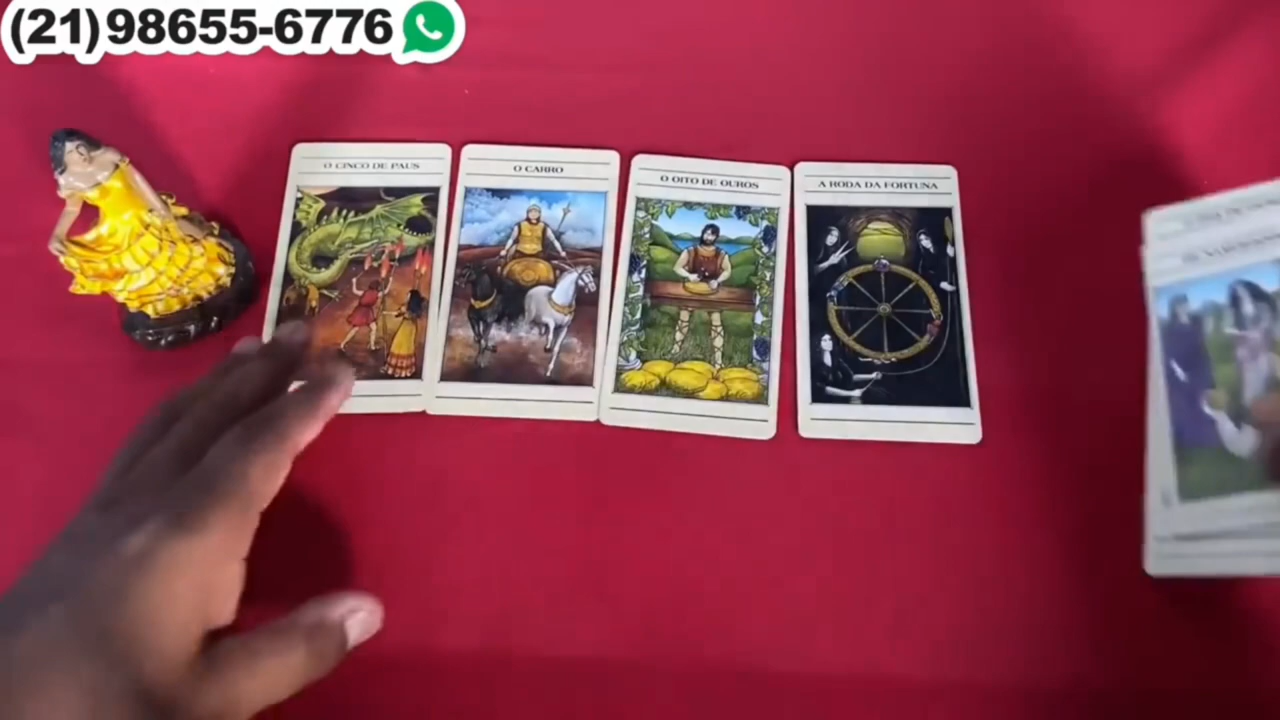 (21)98655-6776
O CINCO DE PAUS
O CARRO
O OITO DE OUROS
A RODA DA FORTUNA